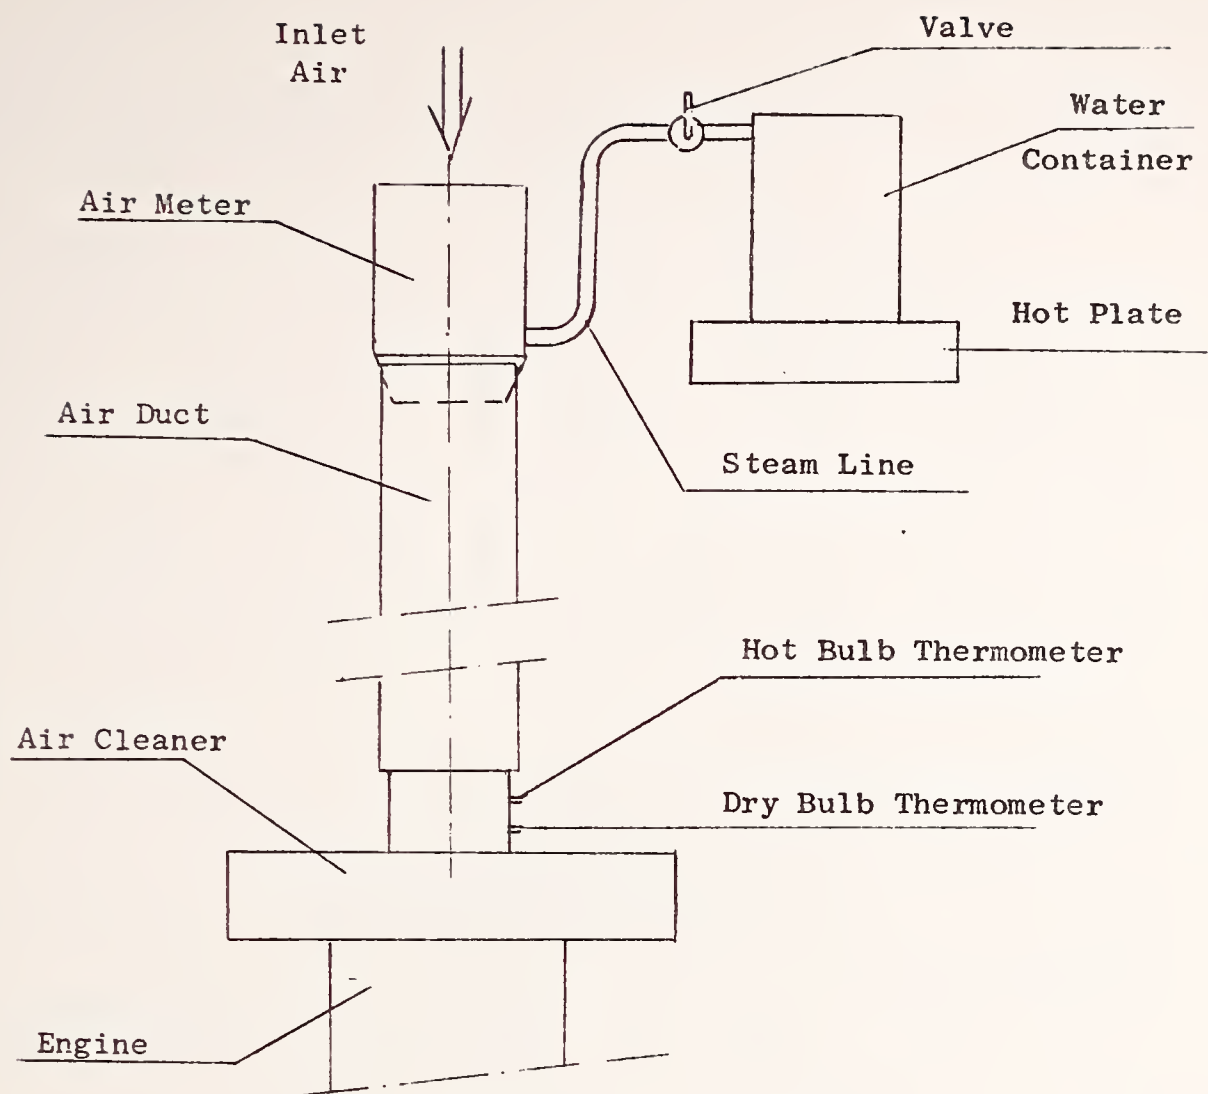 Inlet
Air
Valve
Water
Container
Air Meter
Hot Plate
Air Duct
Steam Line
Hot Bulb Thermometer
Air Cleaner
Dry Bulb Thermometer
Engine